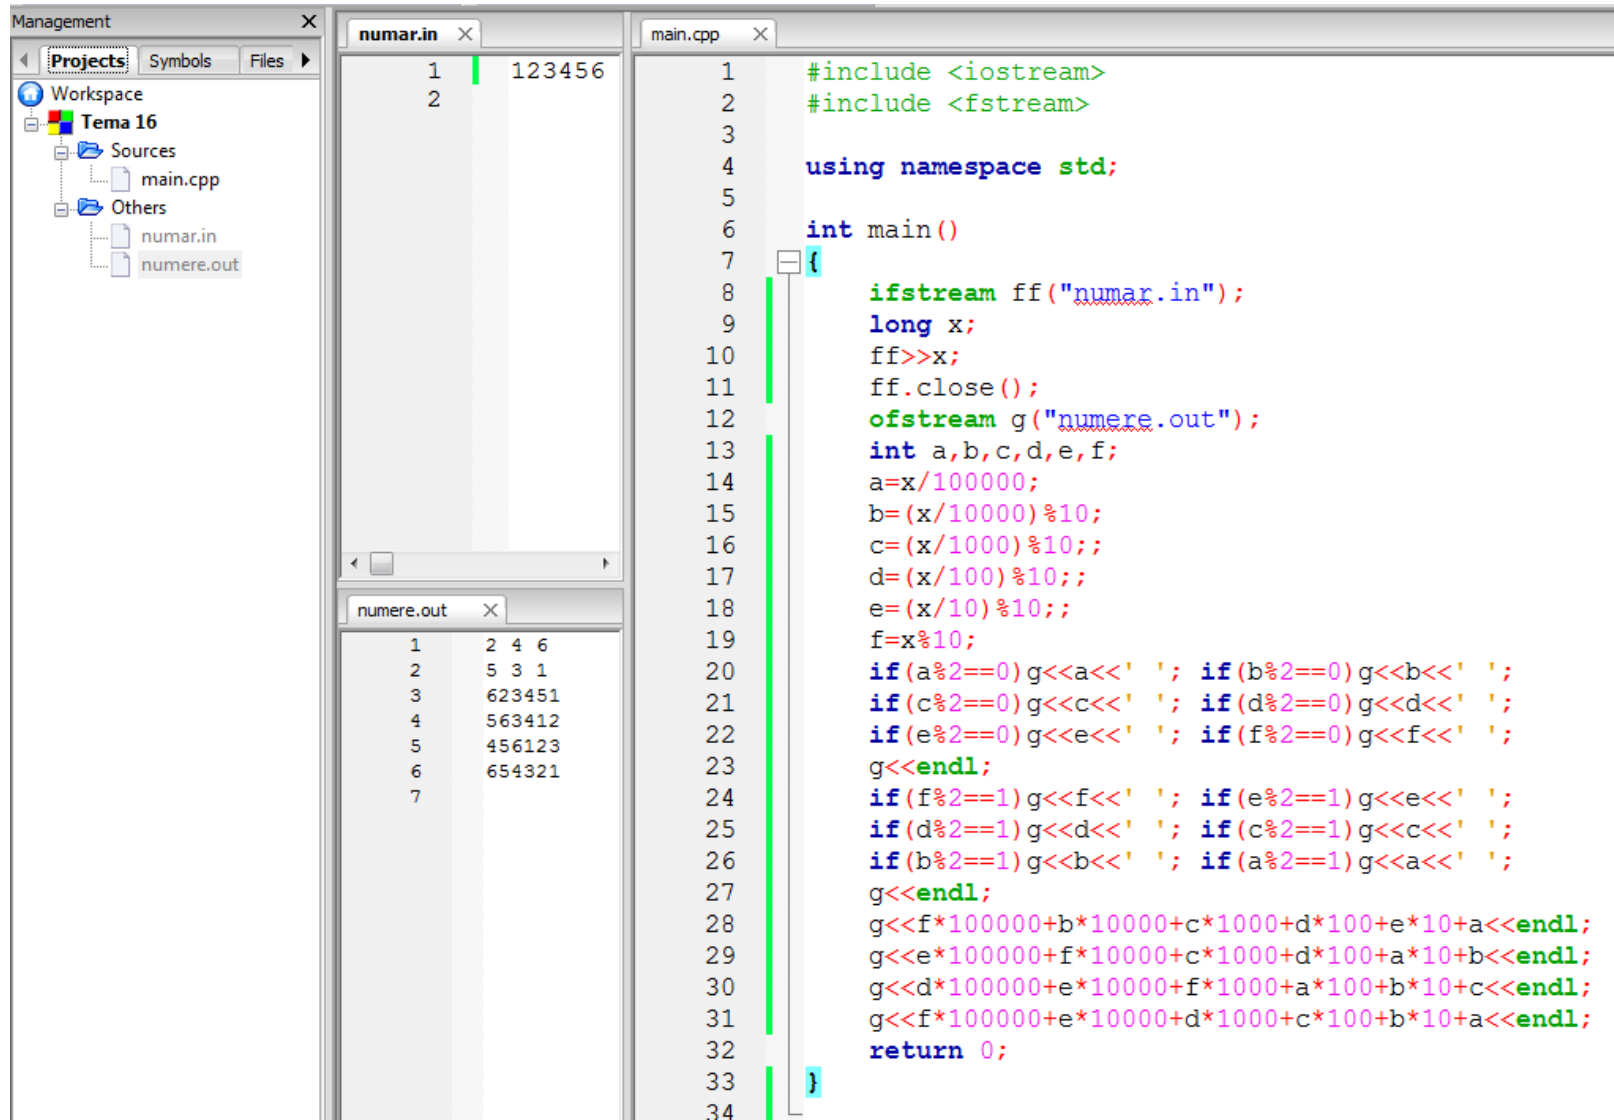 Management
Projects Symbols Files
Workspace
Tema 16
Sources
main.cpp
Others
numar.in
numere.out
numar.in
1 123456
2
numere.out
1 2 4 6
2 5 3 1
3 623451
4 563412
5 456123
6 654321
7
main.cpp
1 #include <iostream>
2 #include <fstream>
3
4 using namespace std;
5
6 int main()
7 {
8 ifstream ff("numar.in");
9 long x;
10 ff>>x;
11 ff.close();
12 ofstream g("numere.out");
13 int a,b,c,d,e,f;
14 a=x/100000;
15 b=(x/10000)%10;
16 c=(x/1000)%10;;
17 d=(x/100)%10;;
18 e=(x/10)%10;;
19 f=x%10;
20 if(a%2==0)g<<a<<' '; if(b%2==0)g<<b<<' ';
21 if(c%2==0)g<<c<<' '; if(d%2==0)g<<d<<' ';
22 if(e%2==0)g<<e<<' '; if(f%2==0)g<<f<<' ';
23 g<<endl;
24 if(f%2==1)g<<f<<' '; if(e%2==1)g<<e<<' ';
25 if(d%2==1)g<<d<<' '; if(c%2==1)g<<c<<' ';
26 if(b%2==1)g<<b<<' '; if(a%2==1)g<<a<<' ';
27 g<<endl;
28 g<<f*100000+b*10000+c*1000+d*100+e*10+a<<endl;
29 g<<e*100000+f*10000+c*1000+d*100+a*10+b<<endl;
30 g<<d*100000+e*10000+f*1000+a*100+b*10+c<<endl;
31 g<<f*100000+e*10000+d*1000+c*100+b*10+a<<endl;
32 return 0;
33 }
34